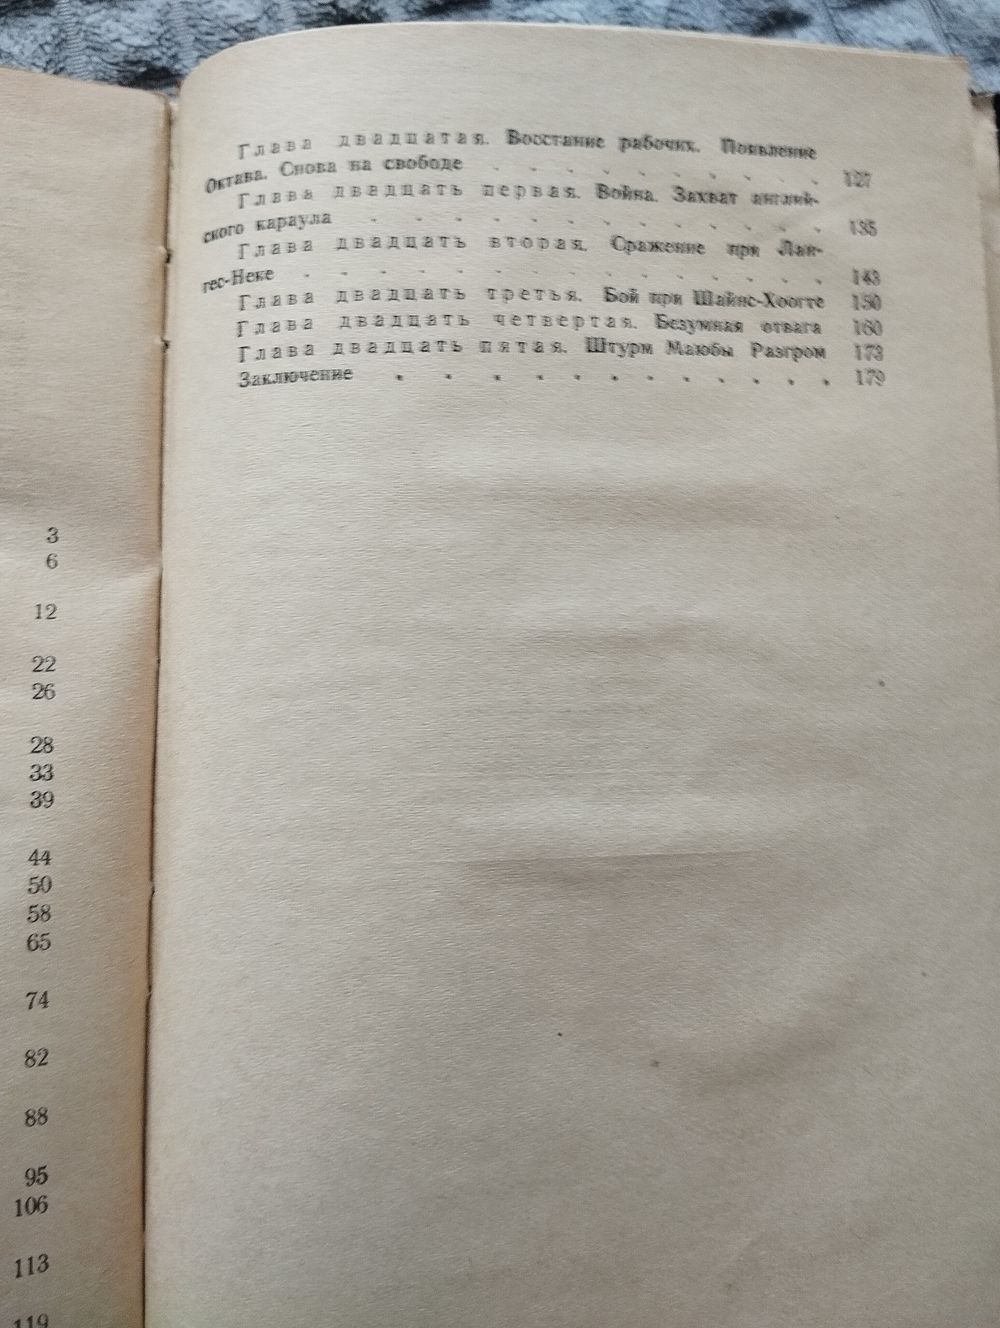 3
6
12
22
26
28
33
39
44
50
58
65
74
82
88
95
106
113
119
Глава двадцатая. Восстание рабочих. Появление
Октава. Снова на свободе . . . . . . . . . . 127
Глава двадцать первая. Война. Захват англий-
ского караула . . . . . . . . . . . . 135
Глава двадцать вторая. Сражение при Лан-
гес-Неке . . . . . . . . . . . . . . 143
Глава двадцать третья. Бой при Шайнс-Хоогте 150
Глава двадцать четвертая. Безумная отвага 160
Глава двадцать пятая. Штурм Маюбы Разгром 173
Заключение . . . . . . . . . . . . 179